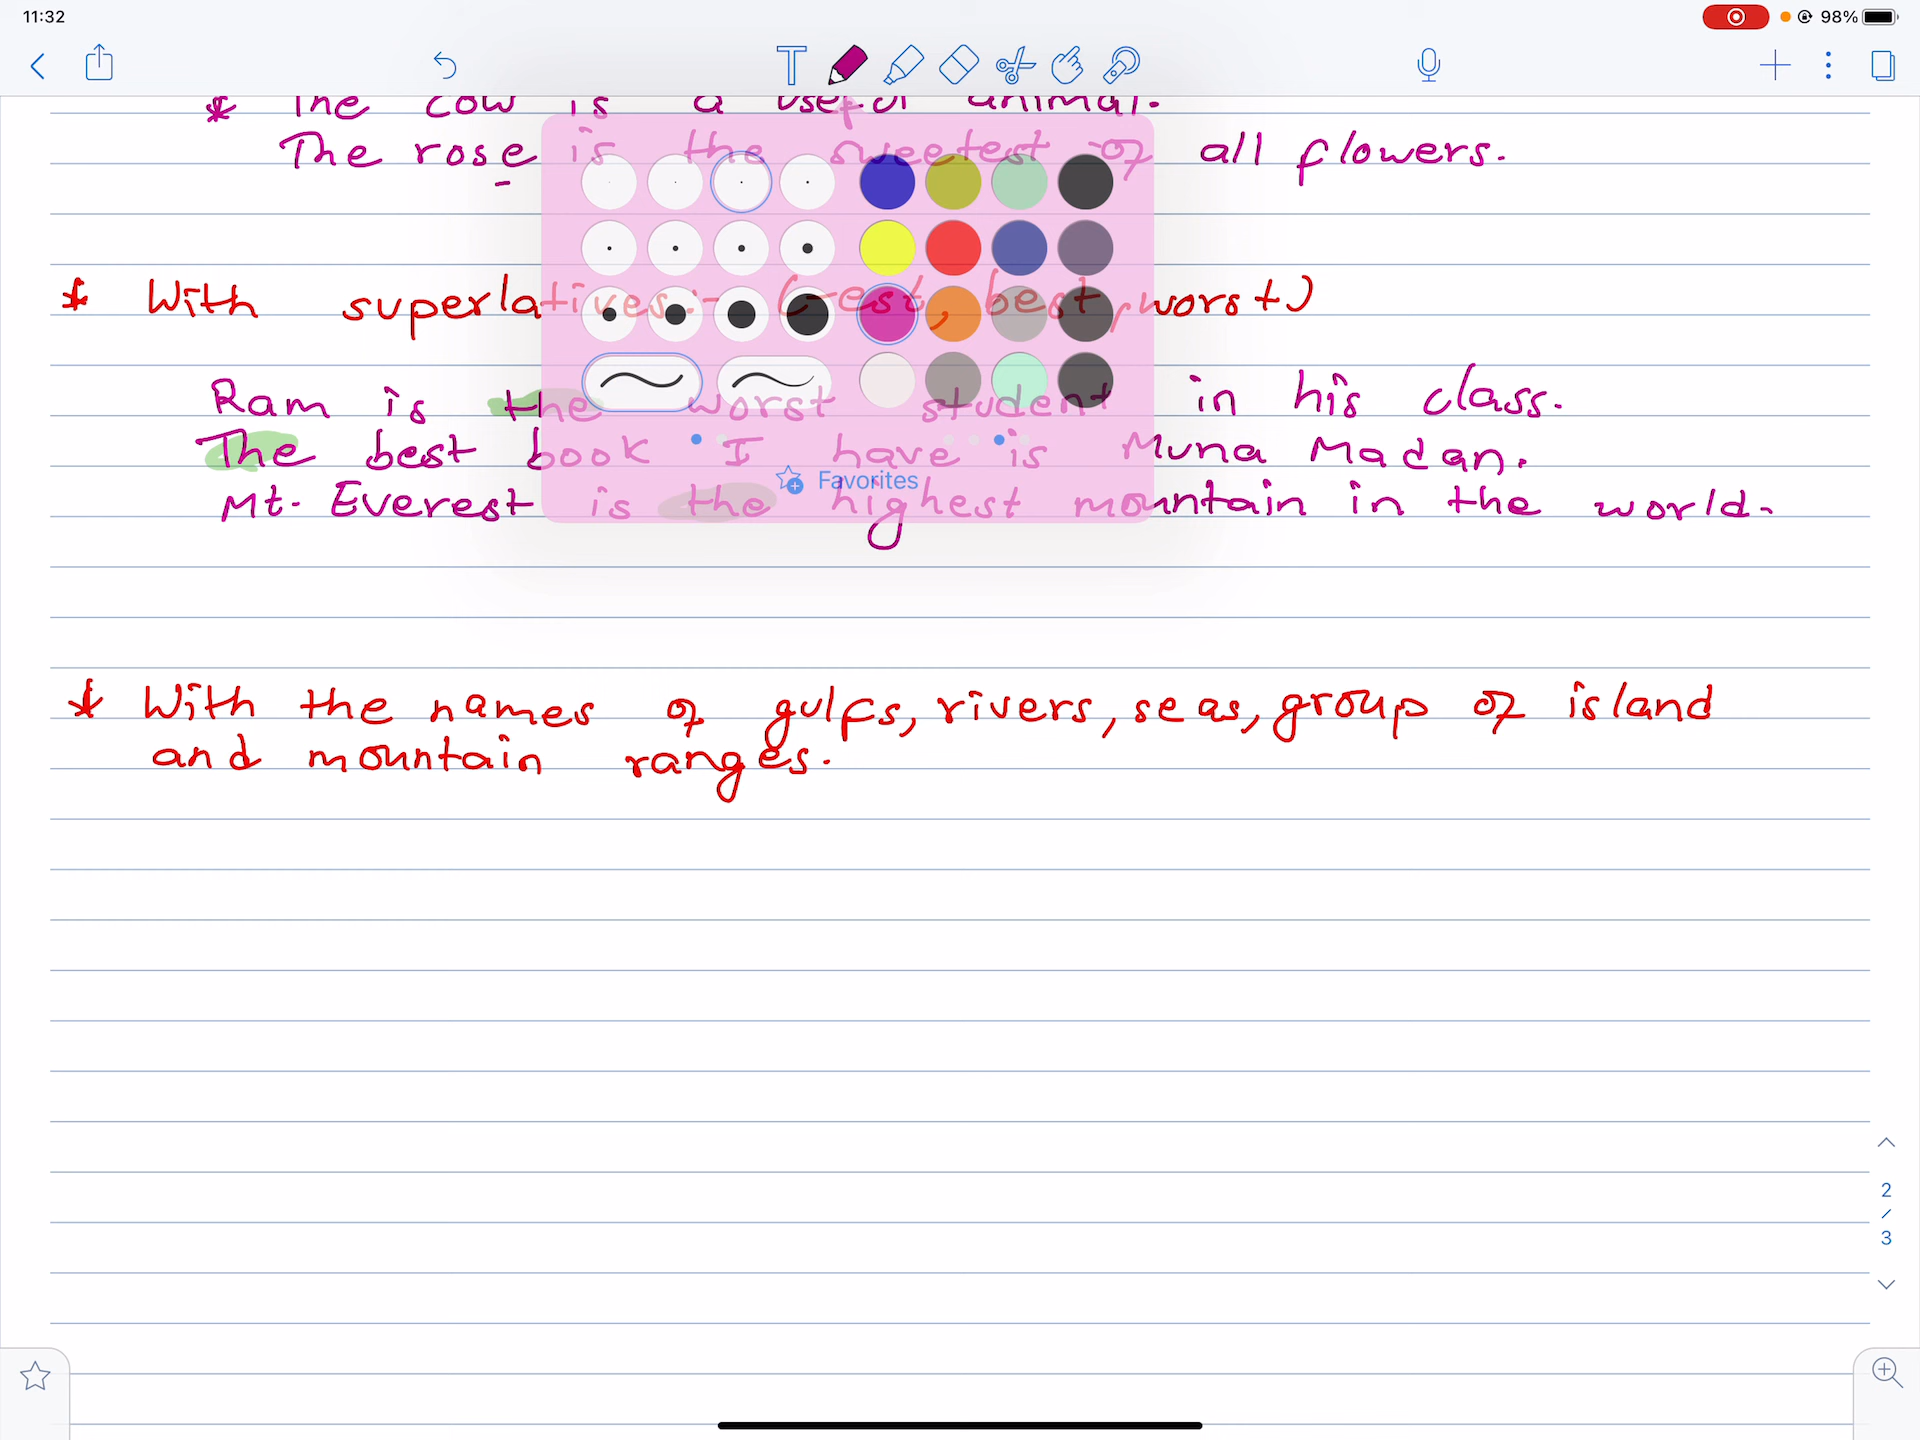 11:32
98%
* The cow is a useful animal.
The rose is the sweetest of all flowers.
* With superlatives:- (-est, best, worst)
Ram is the worst student in his class.
The best book I have is Muna Madan.
Favorites
Mt. Everest is the highest mountain in the world.
* With the names of gulfs, rivers, seas, group of island
and mountain ranges.
2
/
3